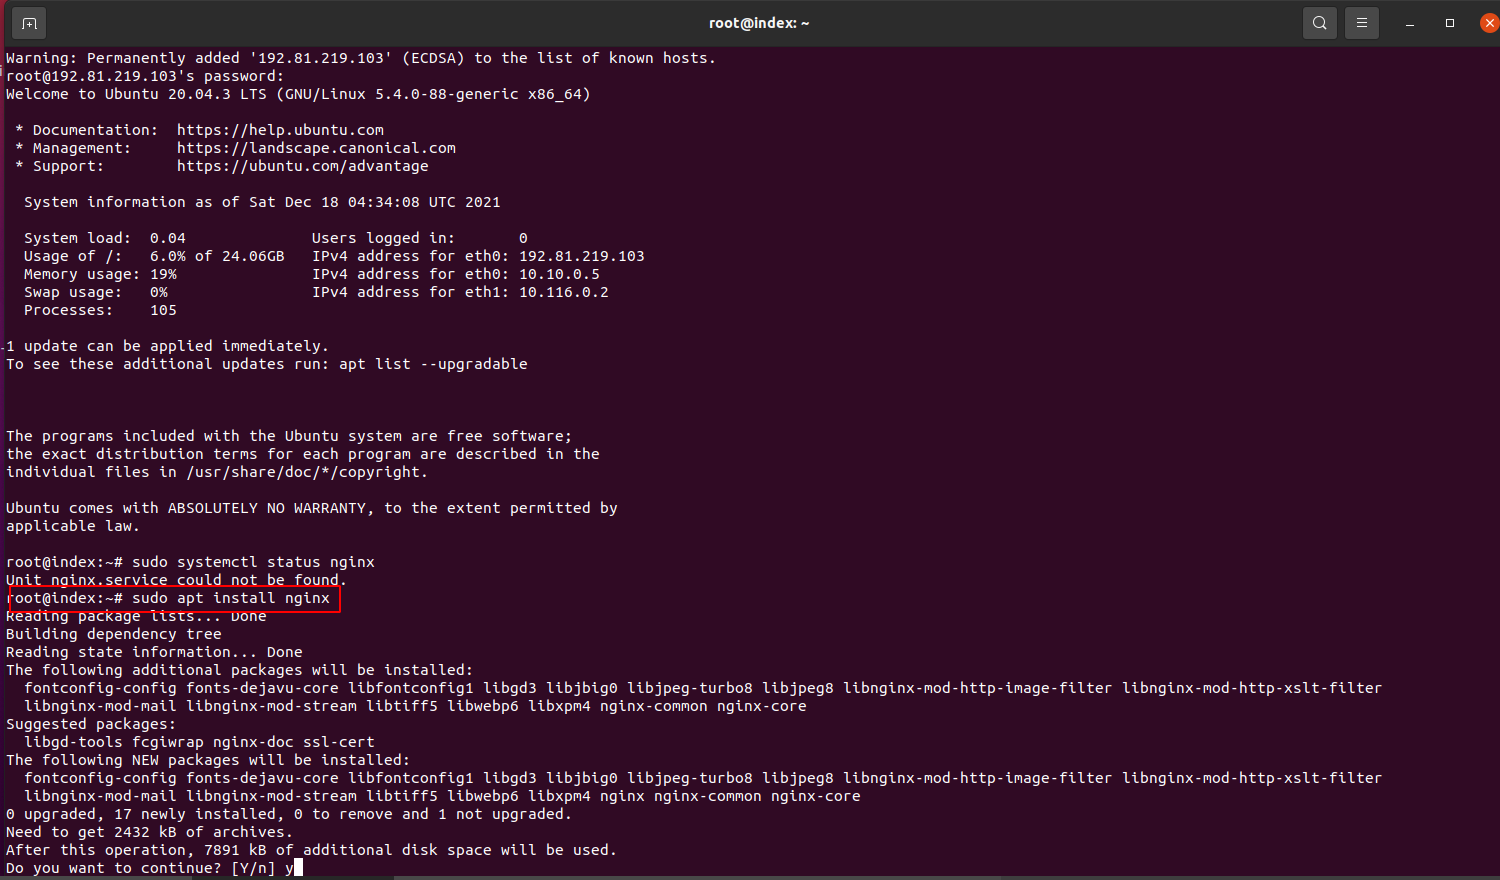 root@index: ~
Warning: Permanently added '192.81.219.103' (ECDSA) to the list of known hosts.
root@192.81.219.103's password:
Welcome to Ubuntu 20.04.3 LTS (GNU/Linux 5.4.0-88-generic x86_64)
* Documentation:  https://help.ubuntu.com
* Management:     https://landscape.canonical.com
* Support:        https://ubuntu.com/advantage
System information as of Sat Dec 18 04:34:08 UTC 2021
System load:  0.04              Users logged in:       0
Usage of /:   6.0% of 24.06GB   IPv4 address for eth0: 192.81.219.103
Memory usage: 19%               IPv4 address for eth0: 10.10.0.5
Swap usage:   0%                IPv4 address for eth1: 10.116.0.2
Processes:    105
1 update can be applied immediately.
To see these additional updates run: apt list --upgradable
The programs included with the Ubuntu system are free software;
the exact distribution terms for each program are described in the
individual files in /usr/share/doc/*/copyright.
Ubuntu comes with ABSOLUTELY NO WARRANTY, to the extent permitted by
applicable law.
root@index:~# sudo systemctl status nginx
Unit nginx.service could not be found.
root@index:~# sudo apt install nginx
Reading package lists... Done
Building dependency tree
Reading state information... Done
The following additional packages will be installed:
fontconfig-config fonts-dejavu-core libfontconfig1 libgd3 libjbig0 libjpeg-turbo8 libjpeg8 libnginx-mod-http-image-filter libnginx-mod-http-xslt-filter
libnginx-mod-mail libnginx-mod-stream libtiff5 libwebp6 libxpm4 nginx-common nginx-core
Suggested packages:
libgd-tools fcgiwrap nginx-doc ssl-cert
The following NEW packages will be installed:
fontconfig-config fonts-dejavu-core libfontconfig1 libgd3 libjbig0 libjpeg-turbo8 libjpeg8 libnginx-mod-http-image-filter libnginx-mod-http-xslt-filter
libnginx-mod-mail libnginx-mod-stream libtiff5 libwebp6 libxpm4 nginx nginx-common nginx-core
0 upgraded, 17 newly installed, 0 to remove and 1 not upgraded.
Need to get 2432 kB of archives.
After this operation, 7891 kB of additional disk space will be used.
Do you want to continue? [Y/n] y